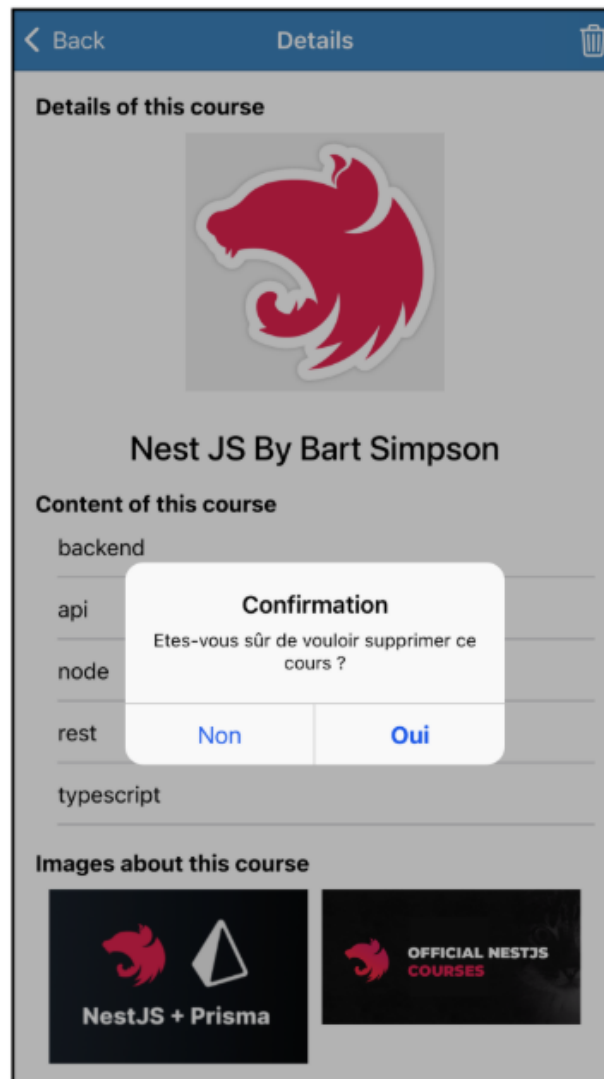 Back
Details
Details of this course
Nest JS By Bart Simpson
Content of this course
backend
api
node
rest
typescript
Confirmation
Etes-vous sûr de vouloir supprimer ce
cours ?
Non
Oui
Images about this course
NestJS + Prisma
OFFICIAL NESTJS
COURSES